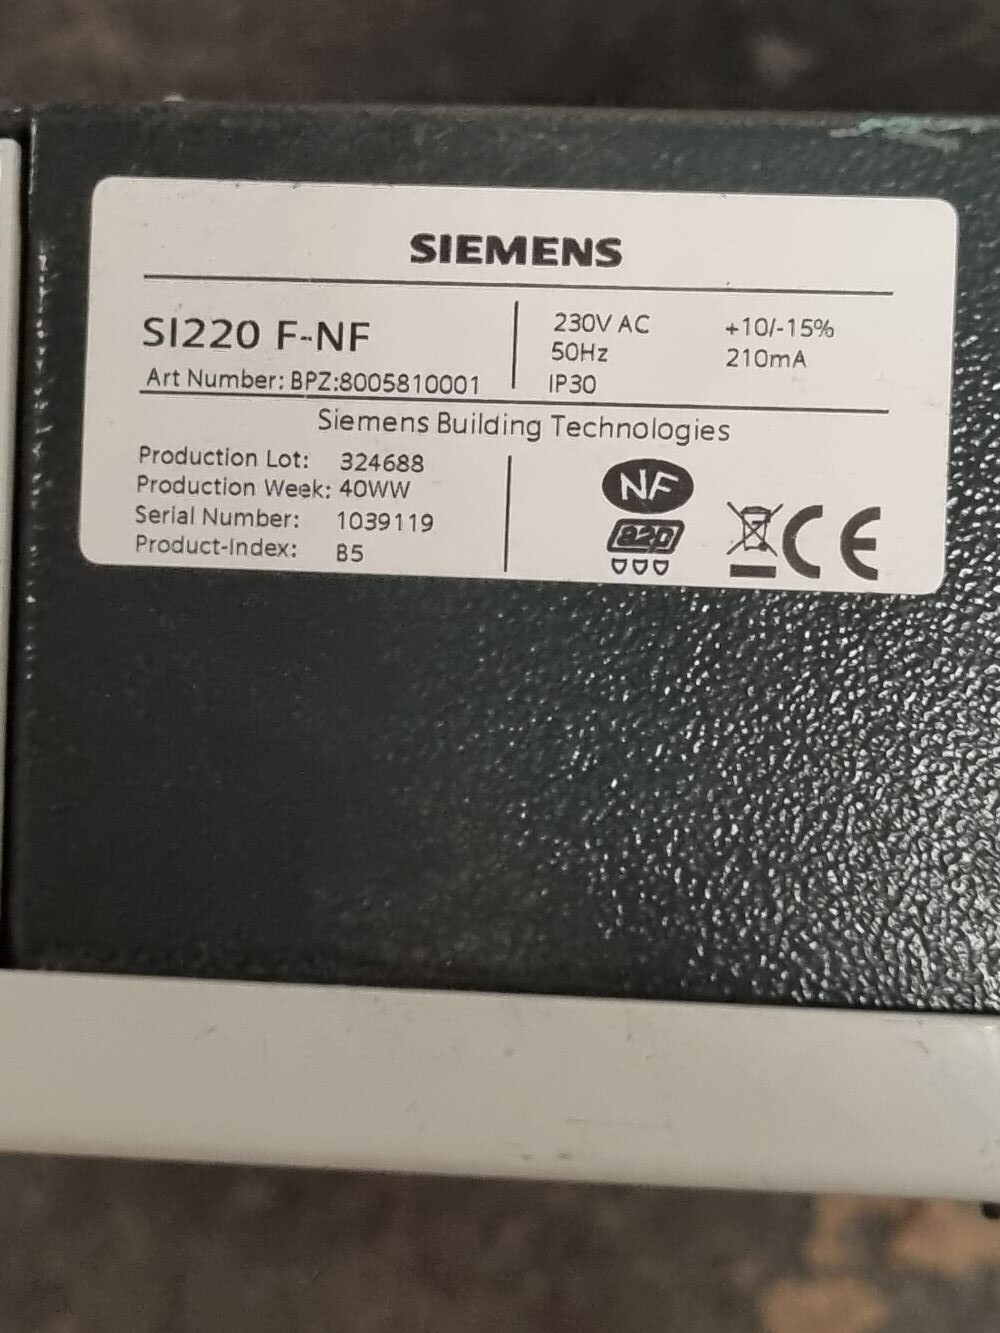 SIEMENS
SI220 F-NF
Art Number: BPZ:8005810001
230V AC +10/-15%
50Hz 210mA
IP30
Siemens Building Technologies
Production Lot: 324688
Production Week: 40WW
Serial Number: 1039119
Product-Index: B5
NF
a2p
CE